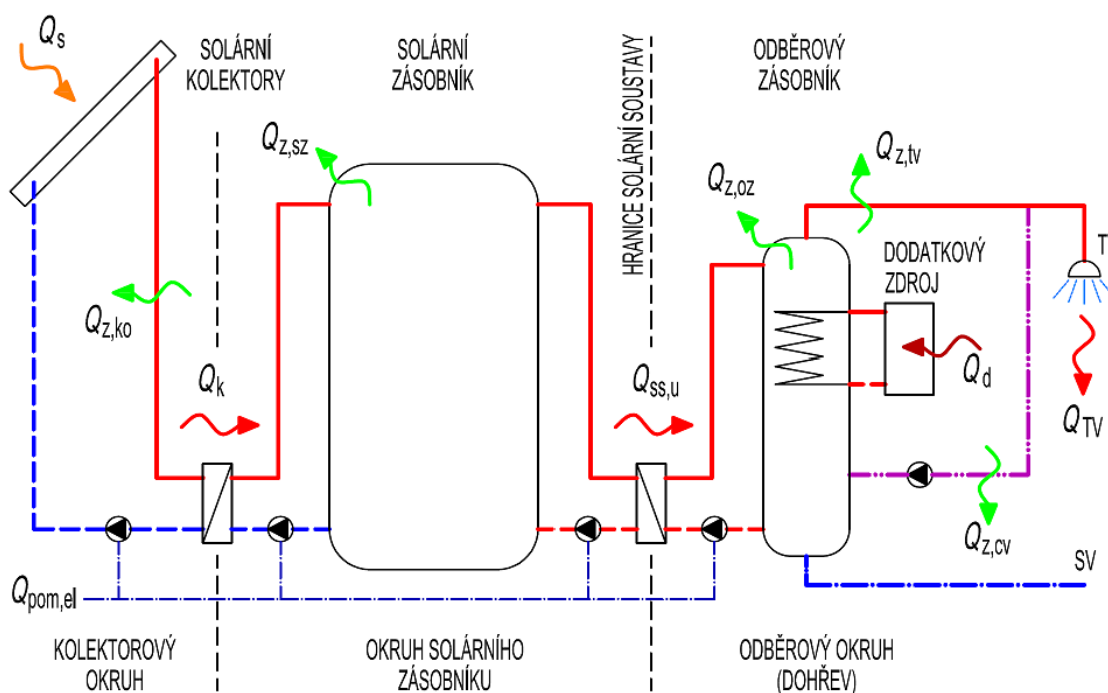 Qs
SOLÁRNÍ
KOLEKTORY
SOLÁRNÍ
ZÁSOBNÍK
HRANICE SOLÁRNÍ SOUSTAVY
ODBĚROVÝ
ZÁSOBNÍK
Qz,sz
Qz,tv
Qz,oz
DODATKOVÝ
ZDROJ
T
Qz,ko
Qk
Qss,u
Qd
QTV
Qz,cv
SV
Qpom,el
KOLEKTOROVÝ
OKRUH
OKRUH SOLÁRNÍHO
ZÁSOBNÍKU
ODBĚROVÝ OKRUH
(DOHŘEV)